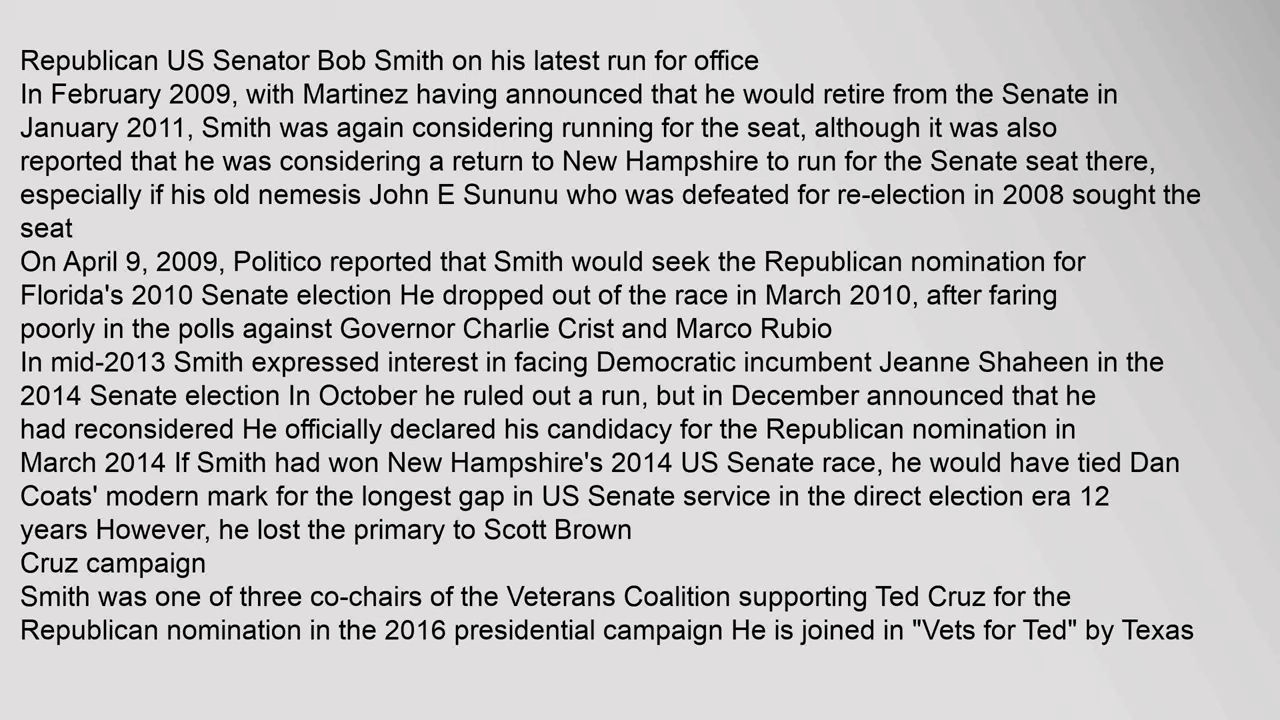 Republican US Senator Bob Smith on his latest run for office
In February 2009, with Martinez having announced that he would retire from the Senate in
January 2011, Smith was again considering running for the seat, although it was also
reported that he was considering a return to New Hampshire to run for the Senate seat there,
especially if his old nemesis John E Sununu who was defeated for re-election in 2008 sought the
seat
On April 9, 2009, Politico reported that Smith would seek the Republican nomination for
Florida's 2010 Senate election He dropped out of the race in March 2010, after faring
poorly in the polls against Governor Charlie Crist and Marco Rubio
In mid-2013 Smith expressed interest in facing Democratic incumbent Jeanne Shaheen in the
2014 Senate election In October he ruled out a run, but in December announced that he
had reconsidered He officially declared his candidacy for the Republican nomination in
March 2014 If Smith had won New Hampshire's 2014 US Senate race, he would have tied Dan
Coats' modern mark for the longest gap in US Senate service in the direct election era 12
years However, he lost the primary to Scott Brown
Cruz campaign
Smith was one of three co-chairs of the Veterans Coalition supporting Ted Cruz for the
Republican nomination in the 2016 presidential campaign He is joined in "Vets for Ted" by Texas